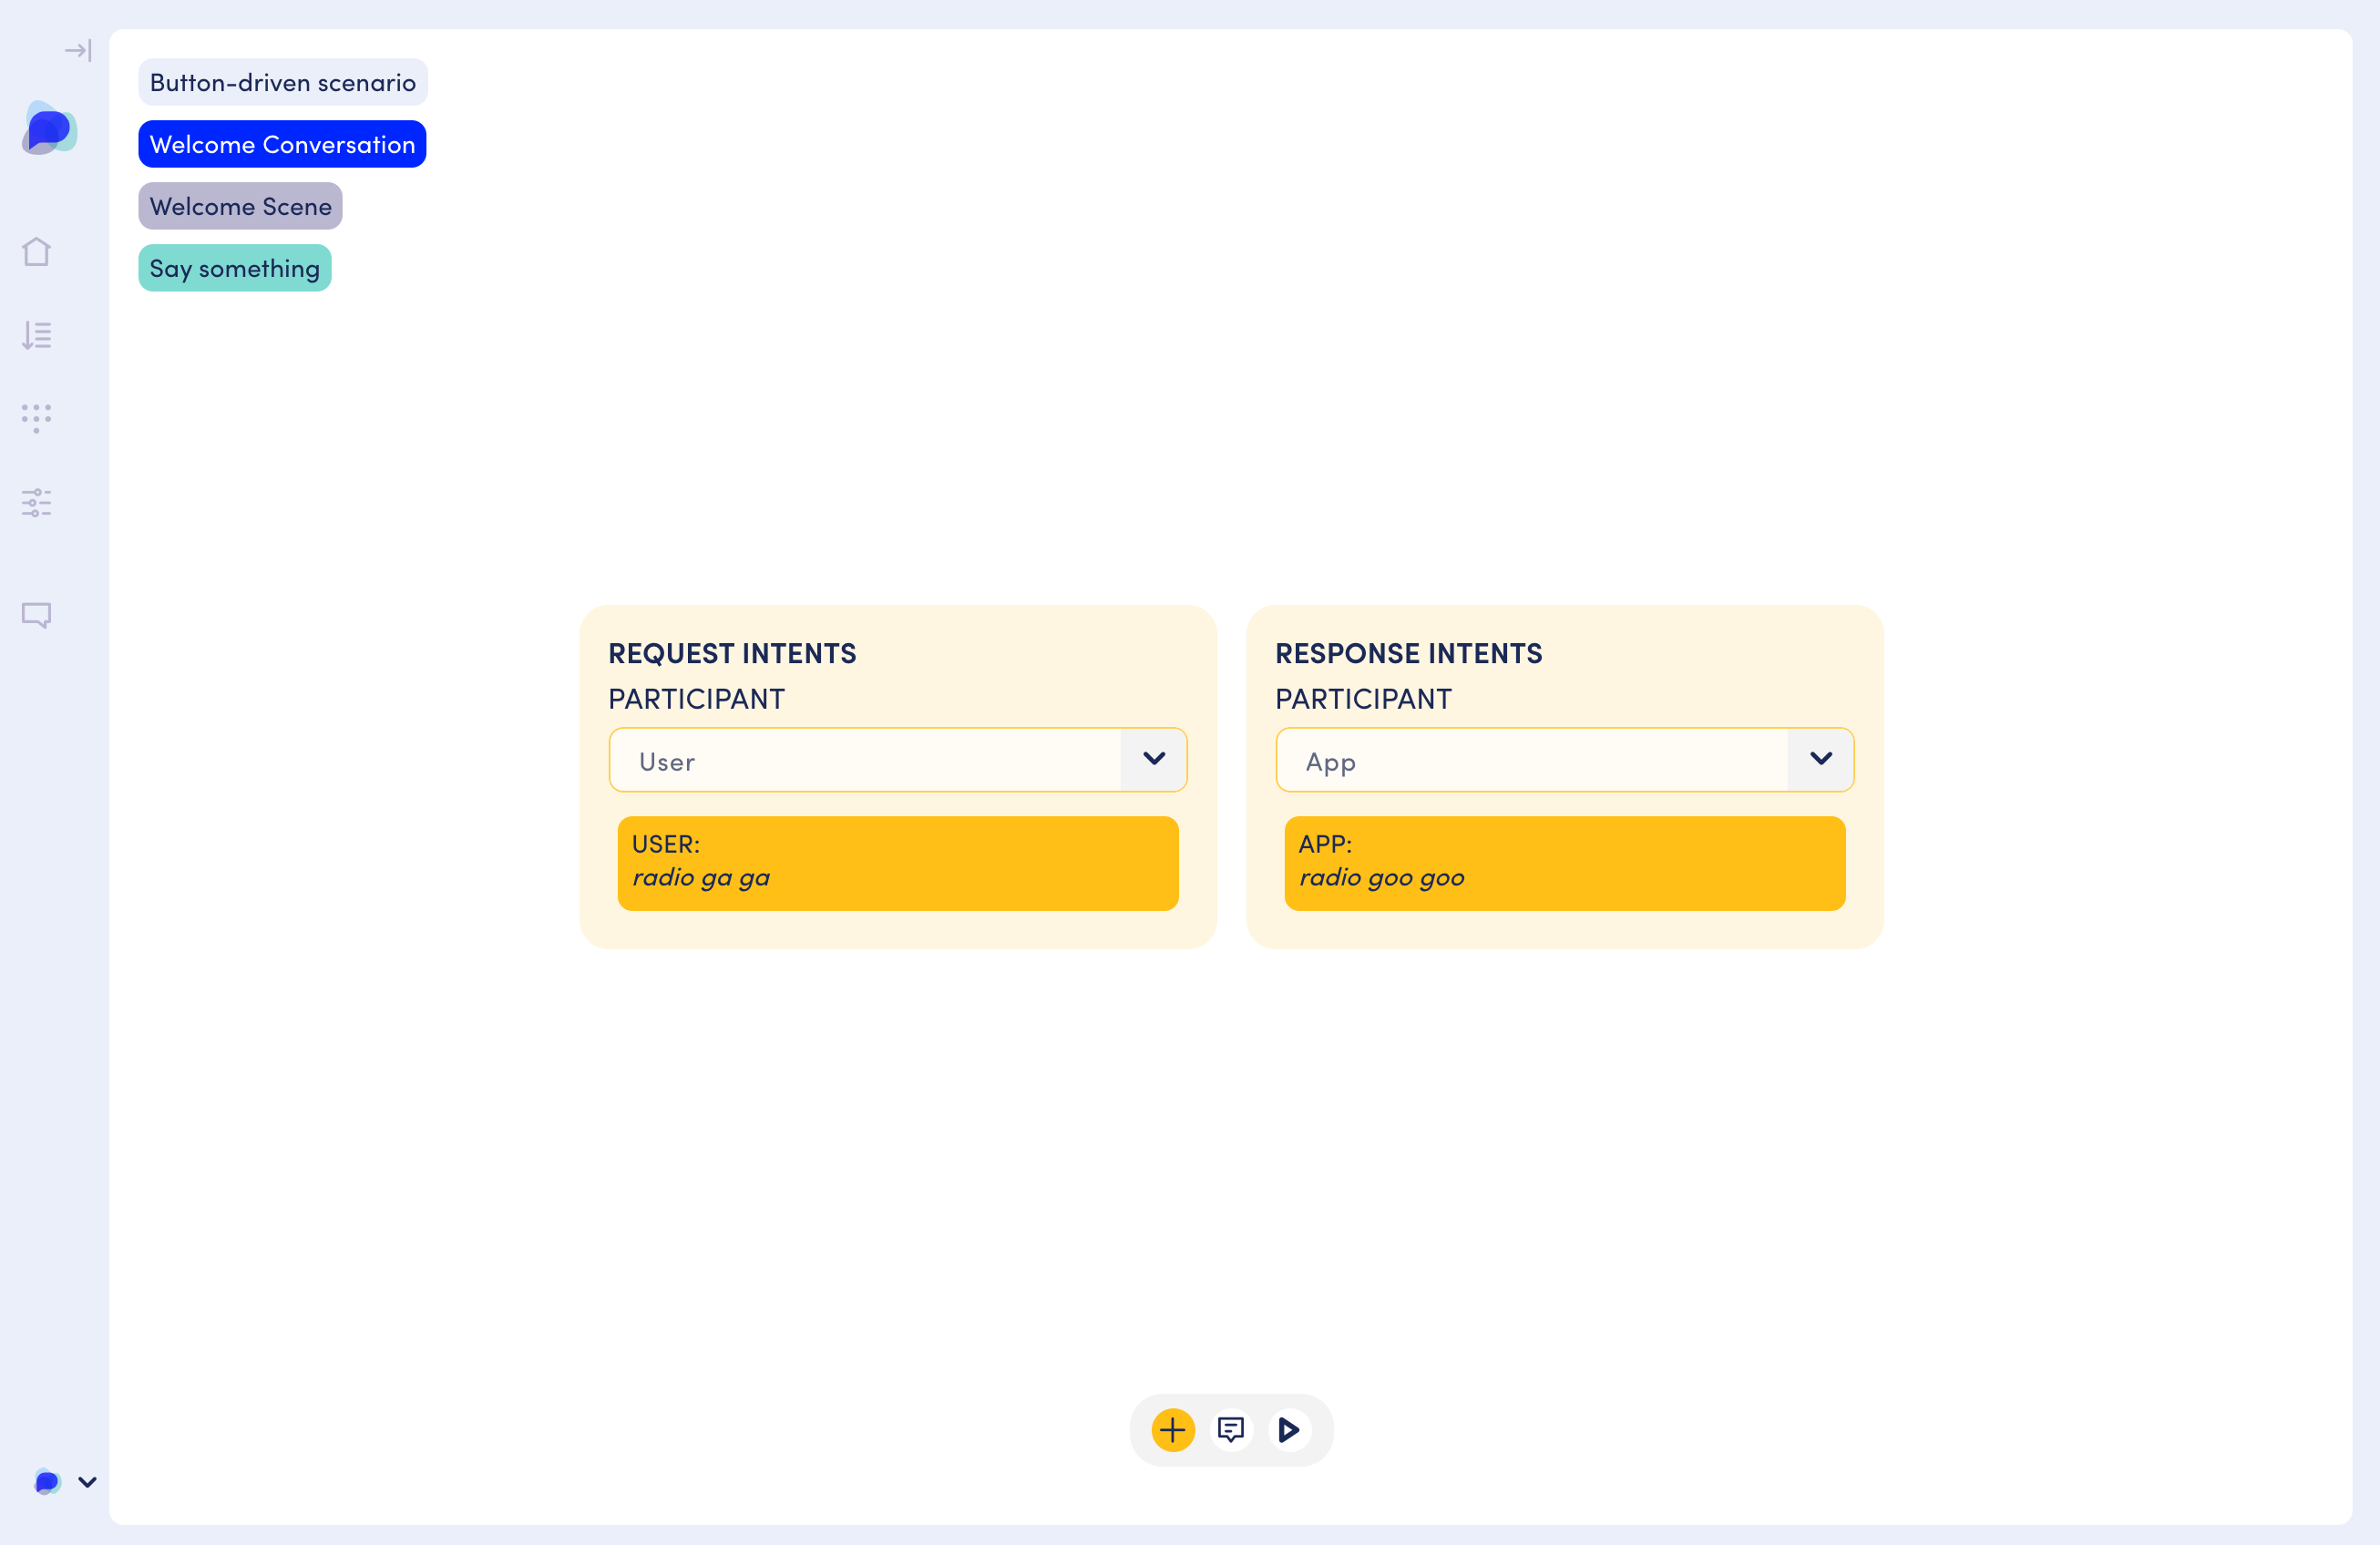 Button-driven scenario
Welcome Conversation
Welcome Scene
Say something
REQUEST INTENTS
PARTICIPANT
User
USER:
radio ga ga
RESPONSE INTENTS
PARTICIPANT
App
APP:
radio goo goo